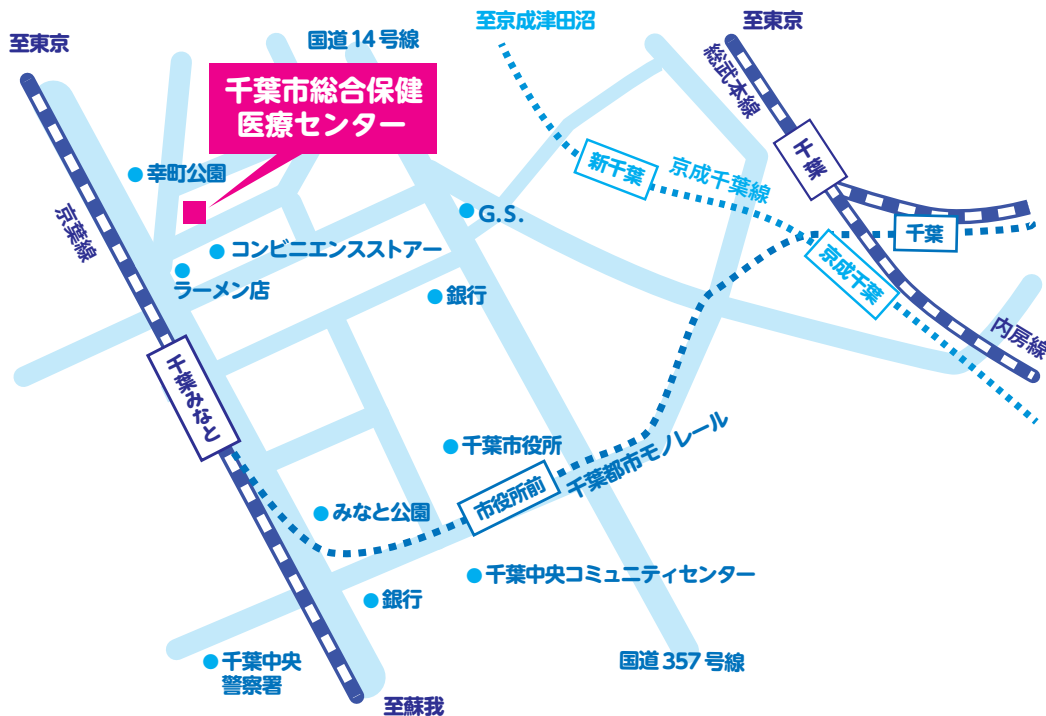 至京成津田沼
至東京
至東京
国道14号線
総武本線
千葉市総合保健
医療センター
千葉
新千葉
京成千葉線
幸町公園
京葉線
G.S.
千葉
コンビニエンスストアー
京成千葉
ラーメン店
銀行
内房線
千葉みなと
千葉市役所
千葉都市モノレール
市役所前
みなと公園
千葉中央コミュニティセンター
銀行
国道357号線
千葉中央
警察署
至蘇我